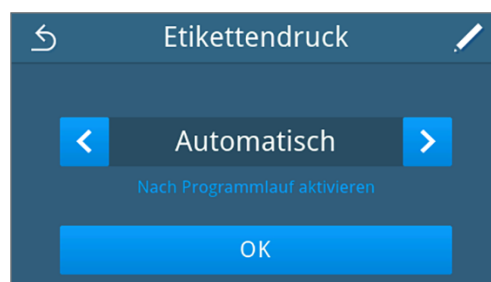 Etikettendruck
Automatisch
Nach Programmlauf aktivieren
OK